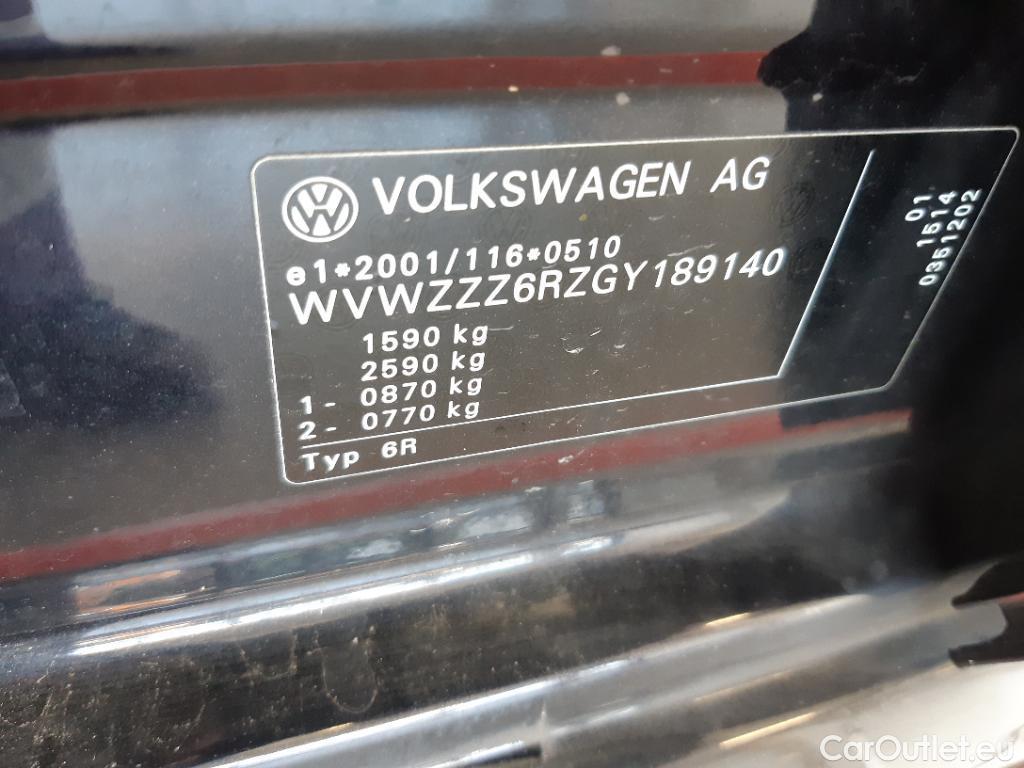 VOLKSWAGEN AG
e1*2001/116*0510
WVWZZZ6RZGY189140
1590 kg
2590 kg
1- 0870 kg
2- 0770 kg
Typ 6R
01
1514
0351202
CarOutlet.eu